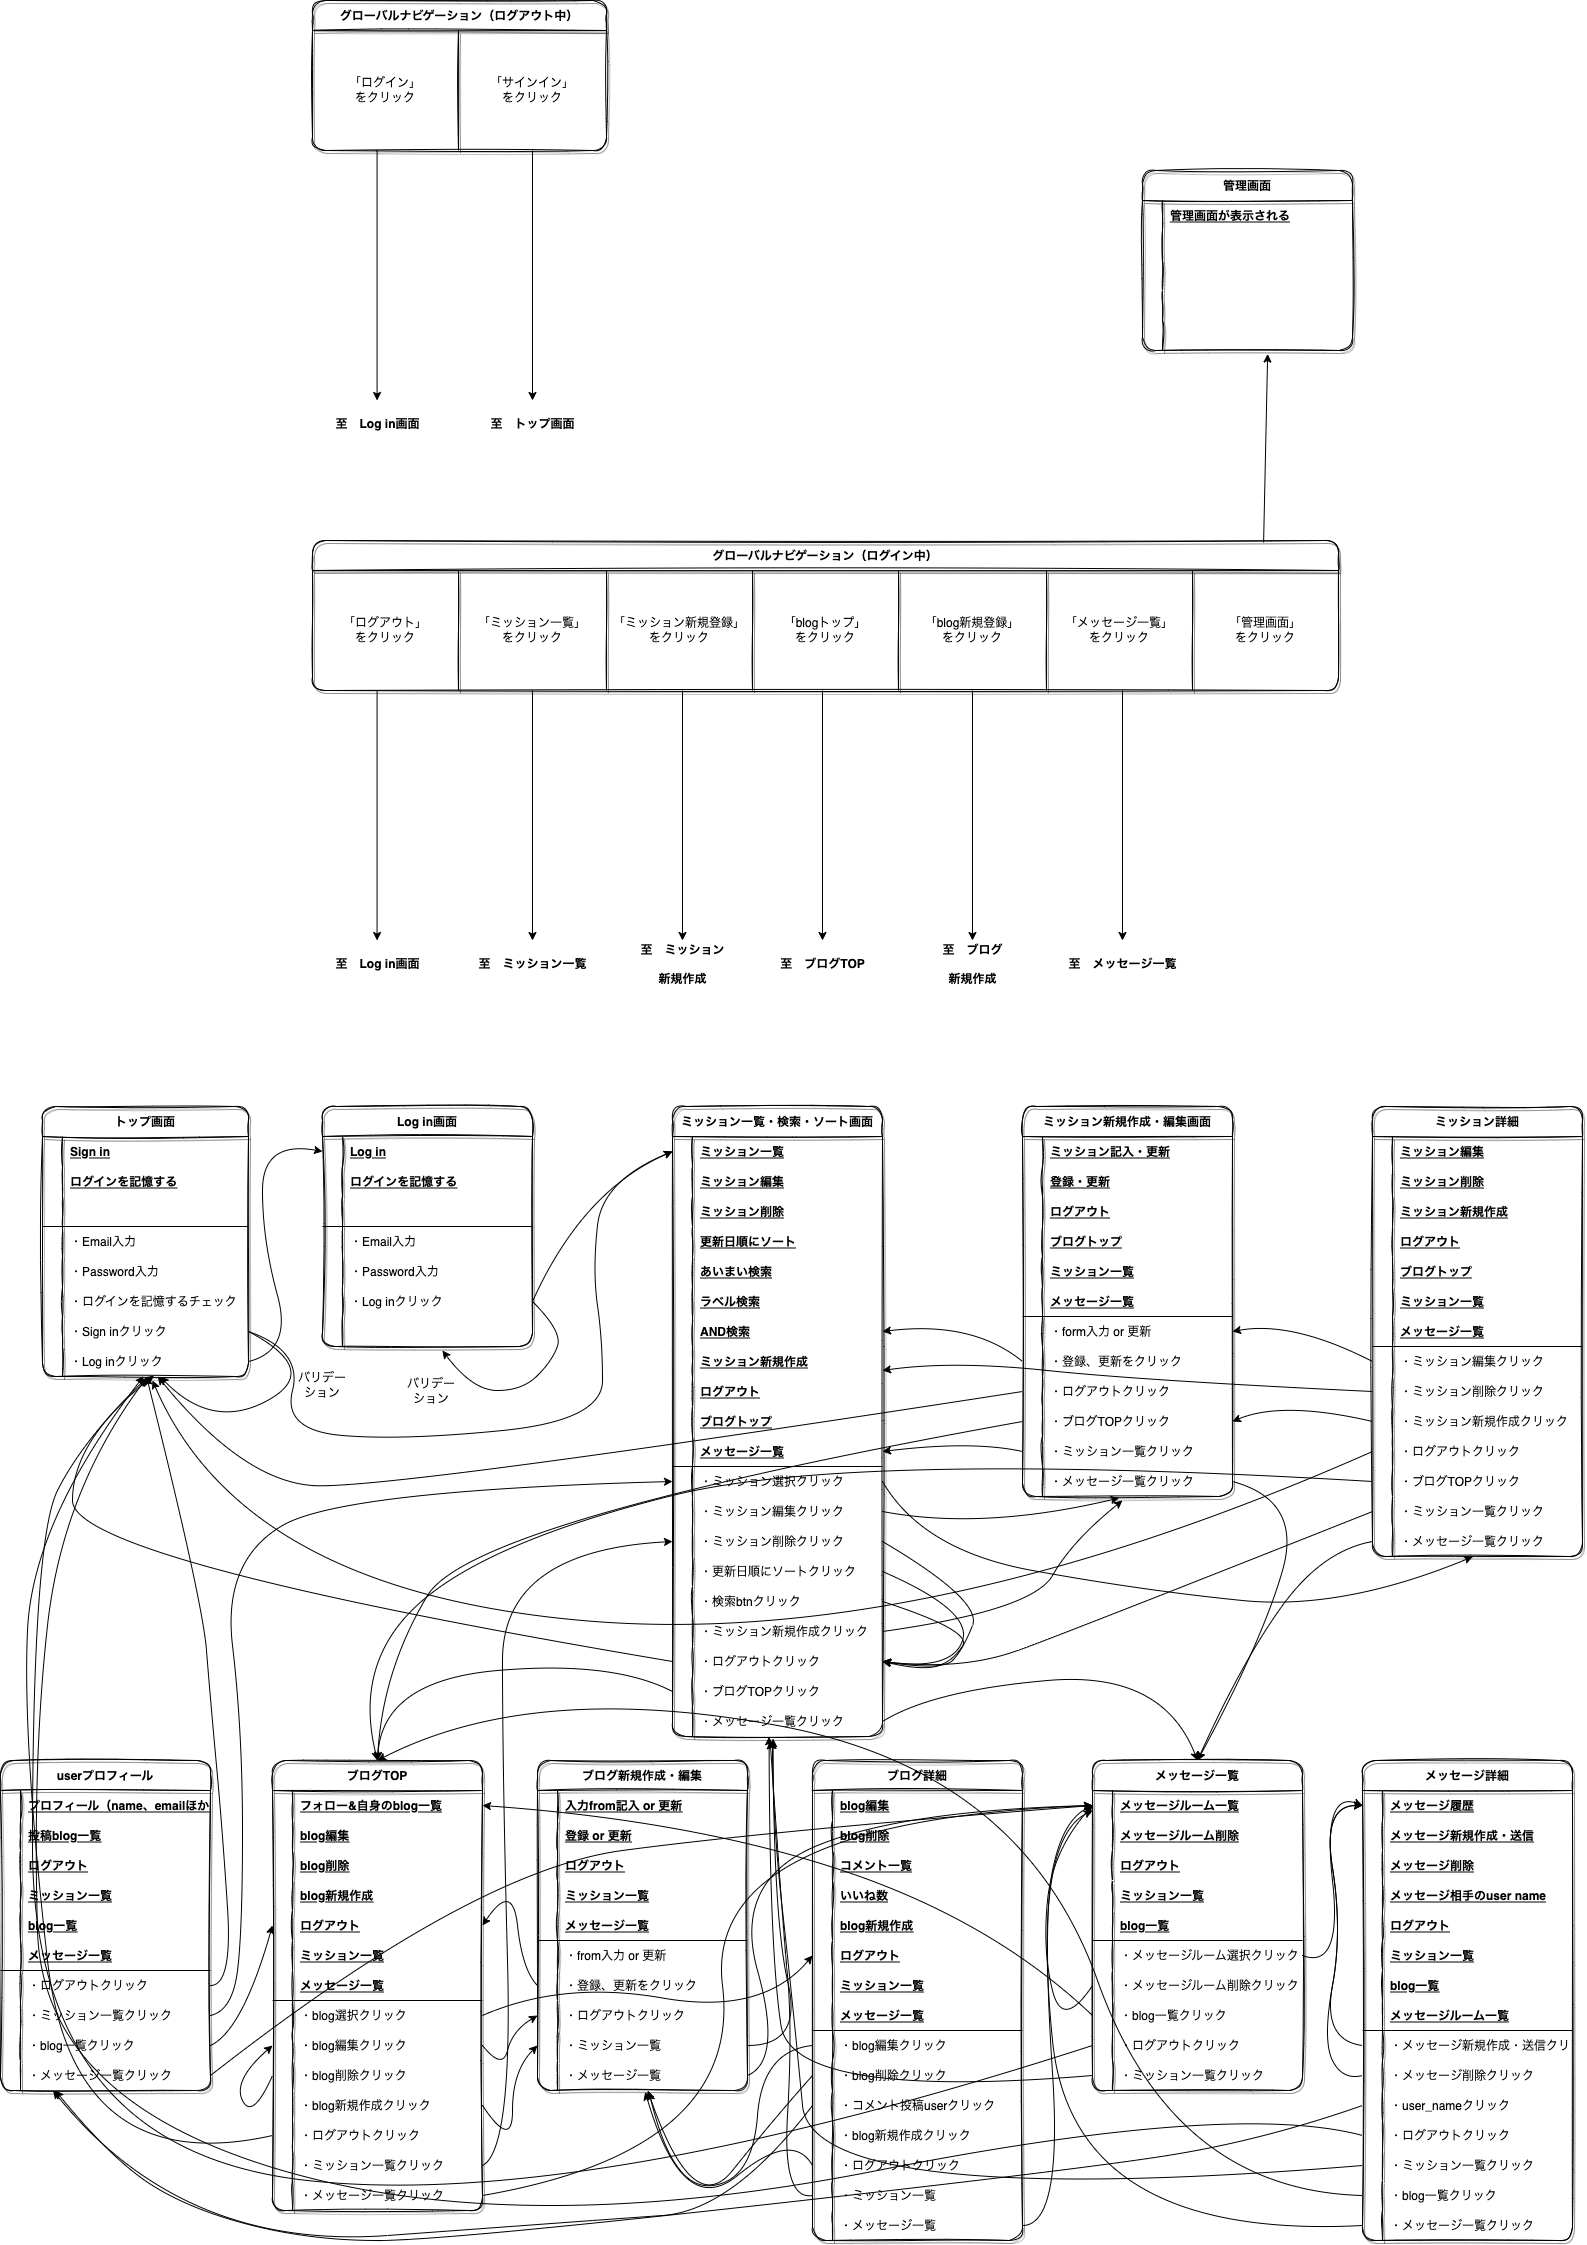 グローバルナビゲーション（ログアウト中）
「ログイン」
をクリック
「サインイン」
をクリック
至　Log in画面
至　トップ画面
管理画面
管理画面が表示される
グローバルナビゲーション（ログイン中）
「ログアウト」
をクリック
「ミッション一覧」
をクリック
「ミッション新規登録」
をクリック
「blogトップ」
をクリック
「blog新規登録」
をクリック
「メッセージ一覧」
をクリック
「管理画面」
をクリック
至　Log in画面
至　ミッション一覧
至　ミッション
新規作成
至　ブログTOP
至　ブログ
新規作成
至　メッセージ一覧
トップ画面
Sign in
ログインを記憶する
・Email入力
・Password入力
・ログインを記憶するチェック
・Sign inクリック
・Log inクリック
バリデー
ション
Log in画面
Log in
ログインを記憶する
・Email入力
・Password入力
・Log inクリック
バリデー
ション
ミッション一覧・検索・ソート画面
ミッション一覧
ミッション編集
ミッション削除
更新日順にソート
あいまい検索
ラベル検索
AND検索
ミッション新規作成
ログアウト
ブログトップ
メッセージ一覧
・ミッション選択クリック
・ミッション編集クリック
・ミッション削除クリック
・更新日順にソートクリック
・検索btnクリック
・ミッション新規作成クリック
・ログアウトクリック
・ブログTOPクリック
・メッセージ一覧クリック
ミッション新規作成・編集画面
ミッション記入・更新
登録・更新
ログアウト
ブログトップ
ミッション一覧
メッセージ一覧
・form入力 or 更新
・登録、更新をクリック
・ログアウトクリック
・ブログTOPクリック
・ミッション一覧クリック
・メッセージ一覧クリック
ミッション詳細
ミッション編集
ミッション削除
ミッション新規作成
ログアウト
ブログトップ
ミッション一覧
メッセージ一覧
・ミッション編集クリック
・ミッション削除クリック
・ミッション新規作成クリック
・ログアウトクリック
・ブログTOPクリック
・ミッション一覧クリック
・メッセージ一覧クリック
userプロフィール
プロフィール（name、emailほか
投稿blog一覧
ログアウト
ミッション一覧
blog一覧
メッセージ一覧
・ログアウトクリック
・ミッション一覧クリック
・blog一覧クリック
・メッセージ一覧クリック
ブログTOP
フォロー&自身のblog一覧
blog編集
blog削除
blog新規作成
ログアウト
ミッション一覧
メッセージ一覧
・blog選択クリック
・blog編集クリック
・blog削除クリック
・blog新規作成クリック
・ログアウトクリック
・ミッション一覧クリック
・メッセージ一覧クリック
ブログ新規作成・編集
入力from記入 or 更新
登録 or 更新
ログアウト
ミッション一覧
メッセージ一覧
・from入力 or 更新
・登録、更新をクリック
・ログアウトクリック
・ミッション一覧
・メッセージ一覧
ブログ詳細
blog編集
blog削除
コメント一覧
いいね数
blog新規作成
ログアウト
ミッション一覧
メッセージ一覧
・blog編集クリック
・blog削除クリック
・コメント投稿userクリック
・blog新規作成クリック
・ログアウトクリック
・ミッション一覧
・メッセージ一覧
メッセージ一覧
メッセージルーム一覧
メッセージルーム削除
ログアウト
ミッション一覧
blog一覧
・メッセージルーム選択クリック
・メッセージルーム削除クリック
・blog一覧クリック
・ログアウトクリック
・ミッション一覧クリック
メッセージ詳細
メッセージ履歴
メッセージ新規作成・送信
メッセージ削除
メッセージ相手のuser name
ログアウト
ミッション一覧
blog一覧
メッセージルーム一覧
・メッセージ新規作成・送信クリ
・メッセージ削除クリック
・user_nameクリック
・ログアウトクリック
・ミッション一覧クリック
・blog一覧クリック
・メッセージ一覧クリック